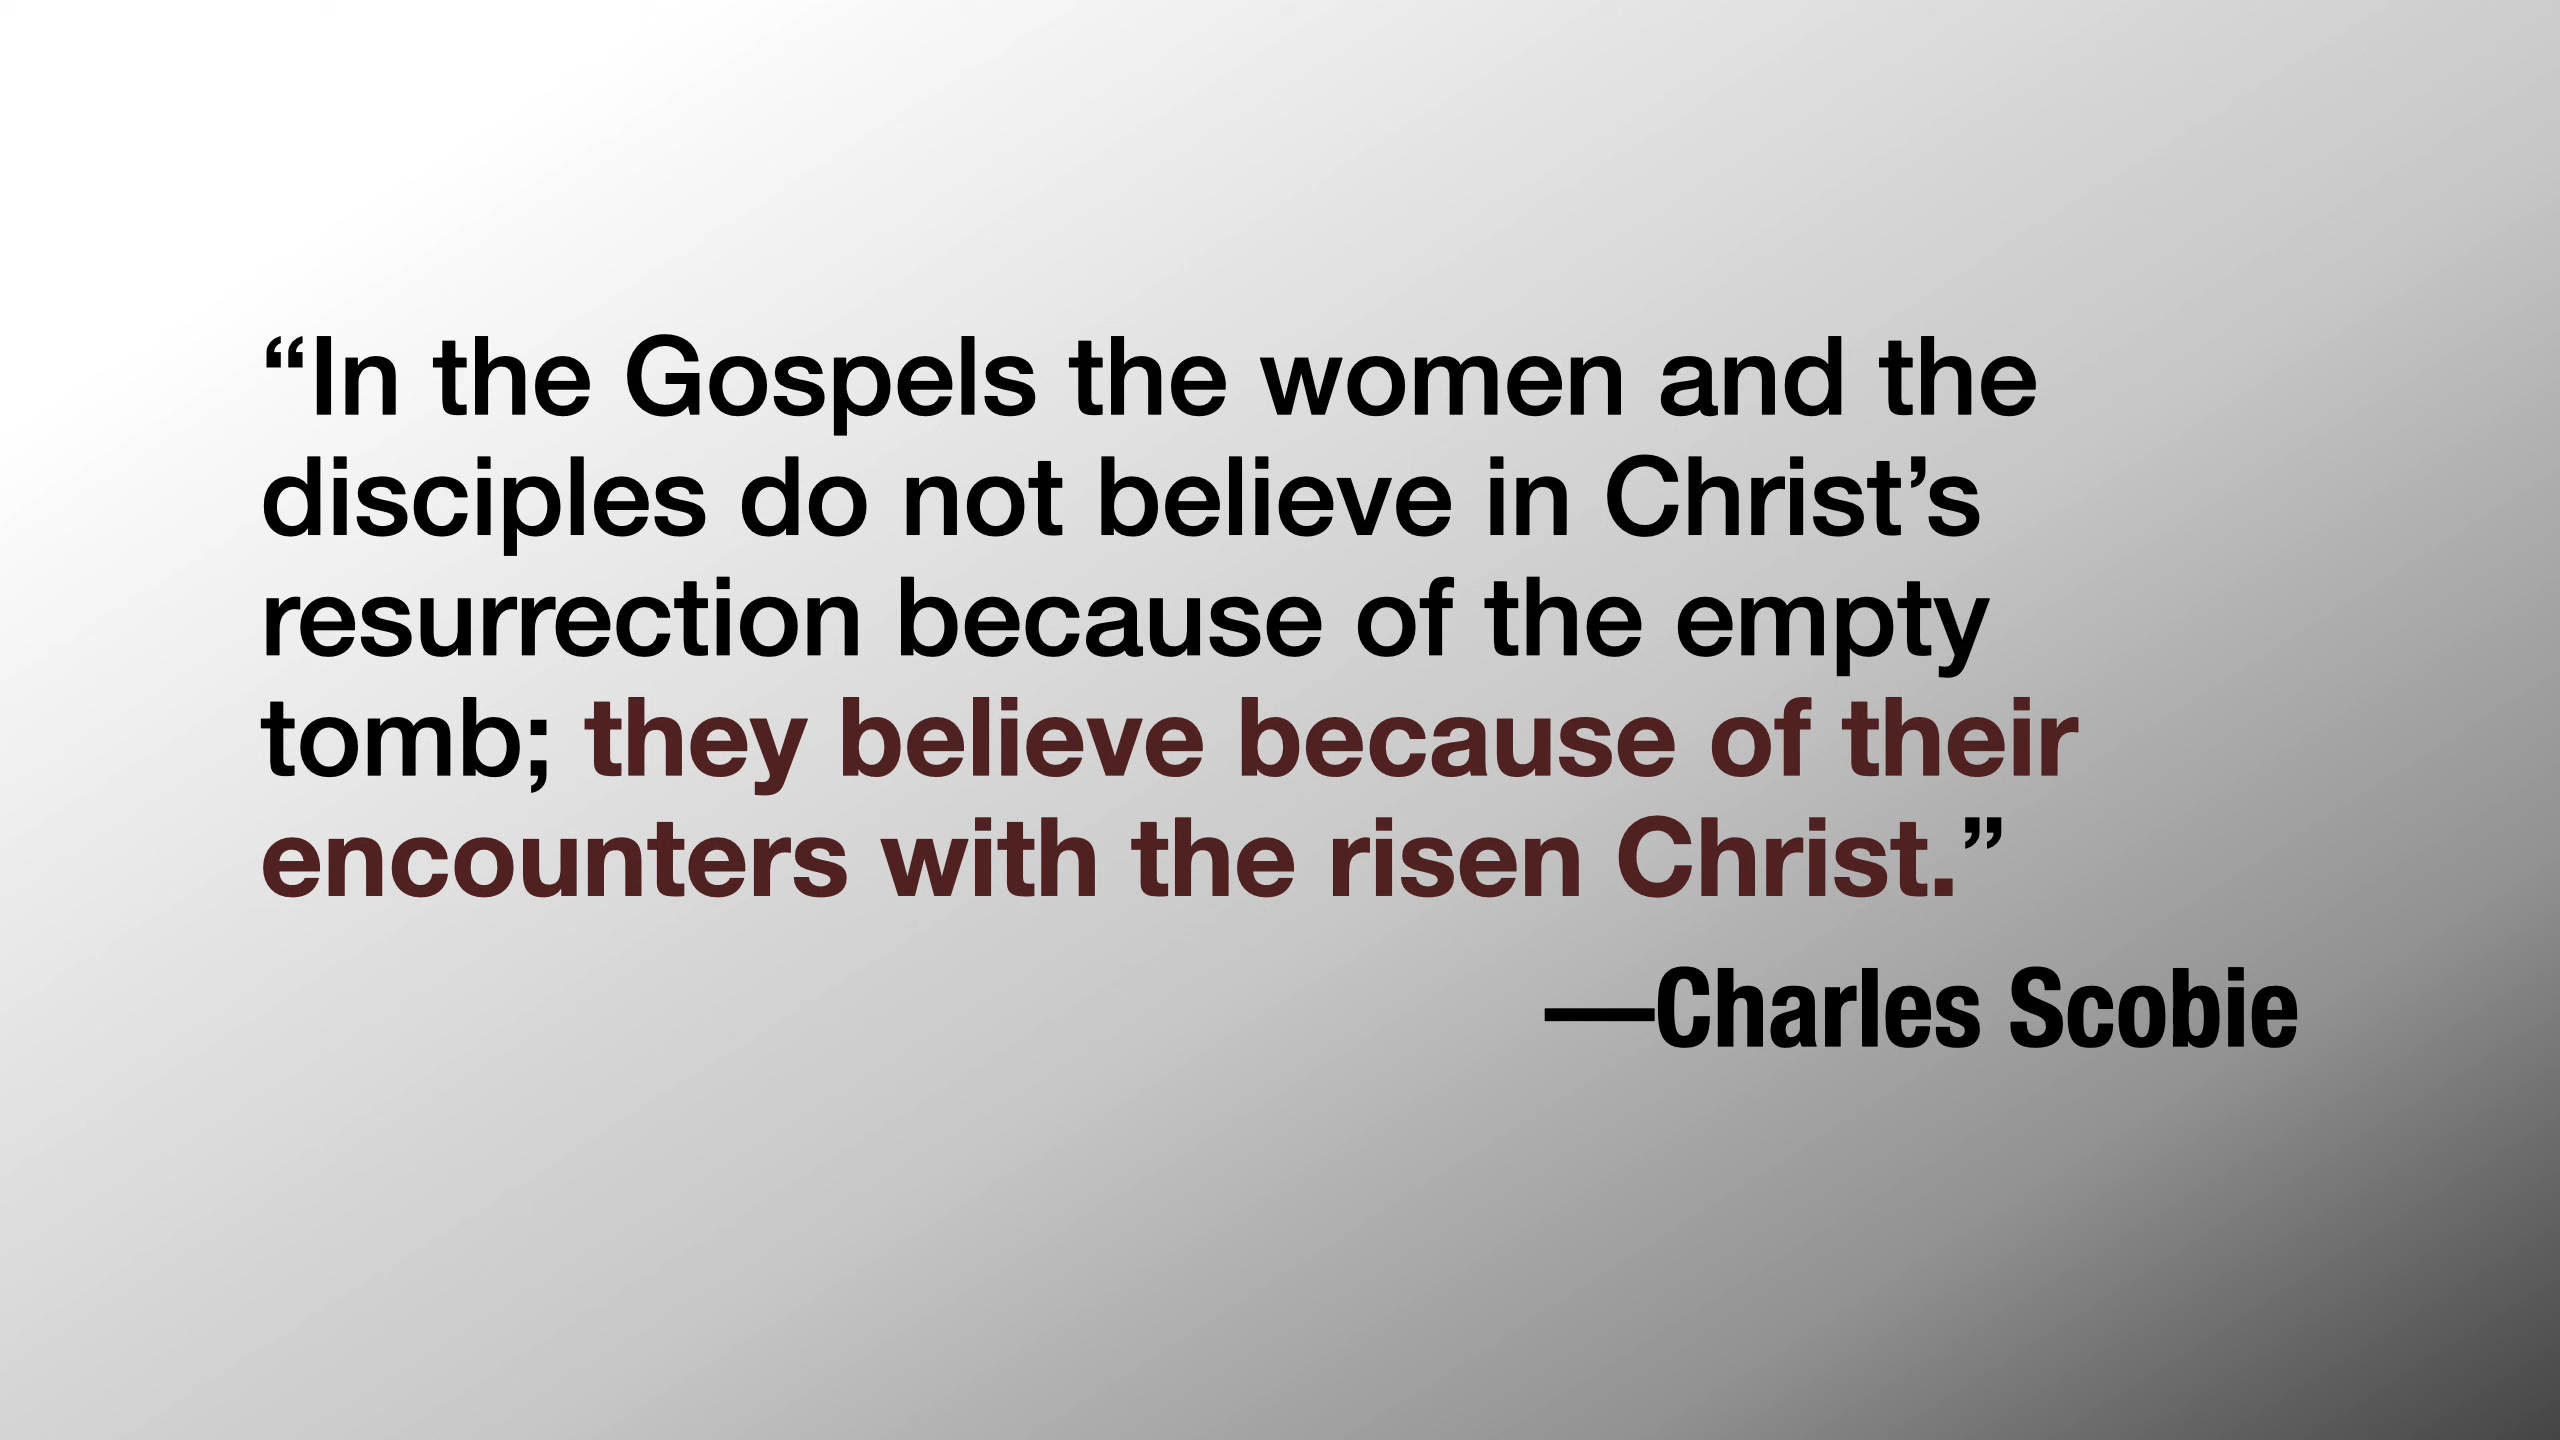 “In the Gospels the women and the
disciples do not believe in Christ’s
resurrection because of the empty
tomb; they believe because of their
encounters with the risen Christ.”
—Charles Scobie